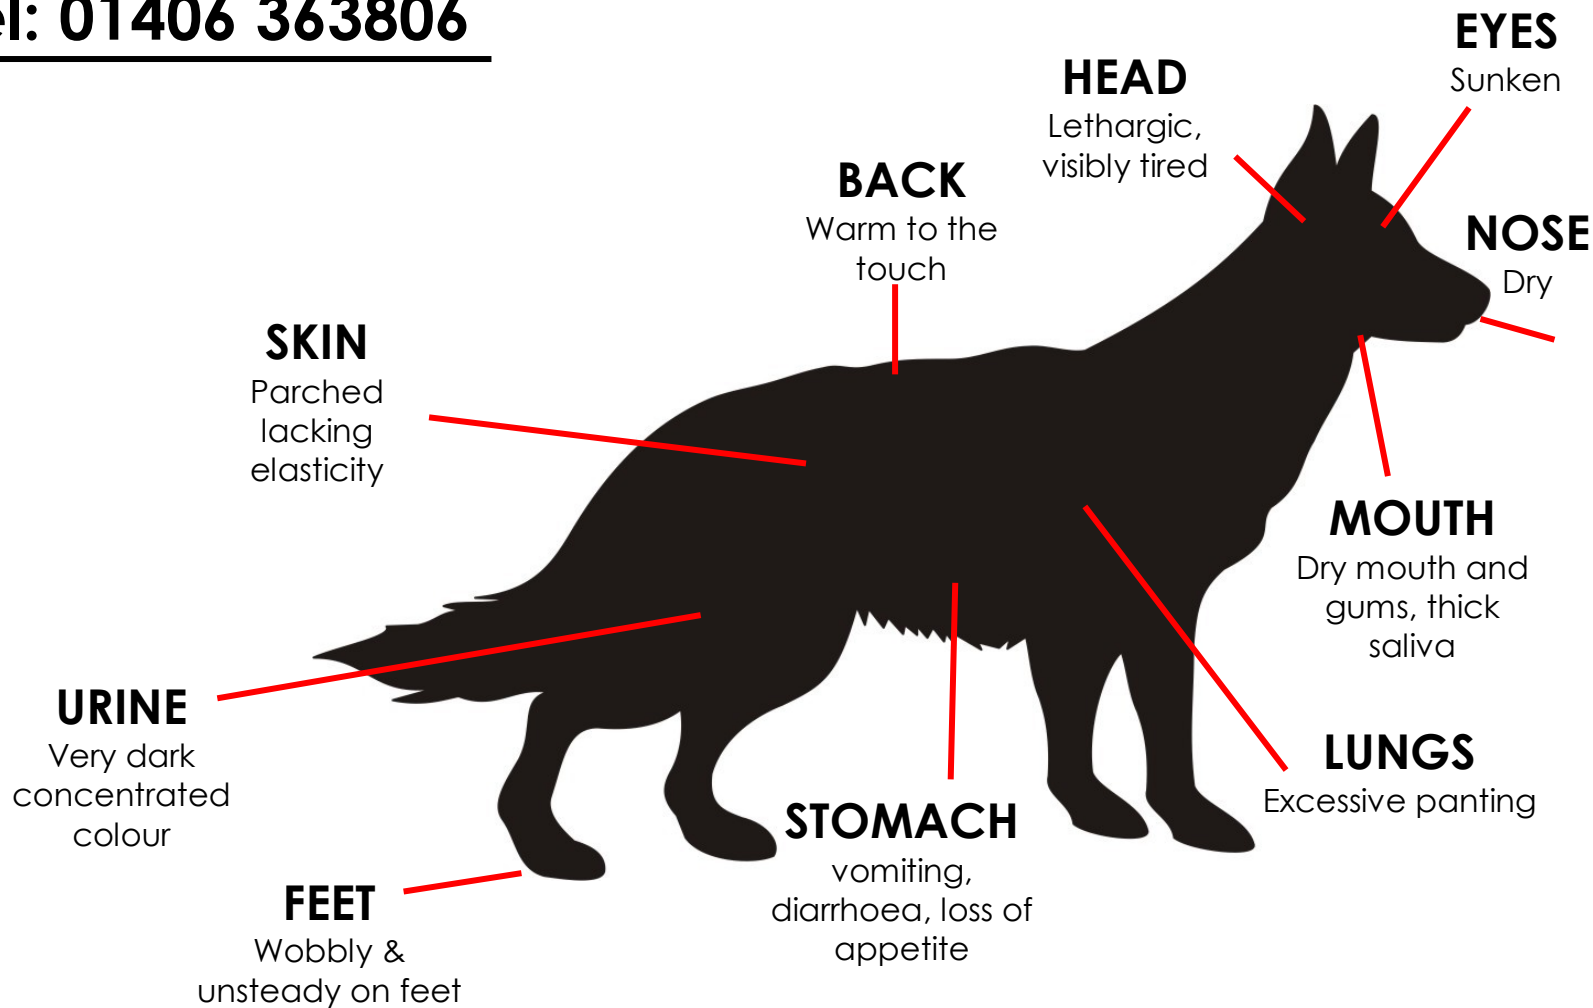 el: 01406 363806
EYES
Sunken
HEAD
Lethargic,
visibly tired
BACK
Warm to the
touch
NOSE
Dry
SKIN
Parched
lacking
elasticity
MOUTH
Dry mouth and
gums, thick
saliva
URINE
Very dark
concentrated
colour
LUNGS
Excessive panting
STOMACH
vomiting,
diarrhoea, loss of
appetite
FEET
Wobbly &
unsteady on feet